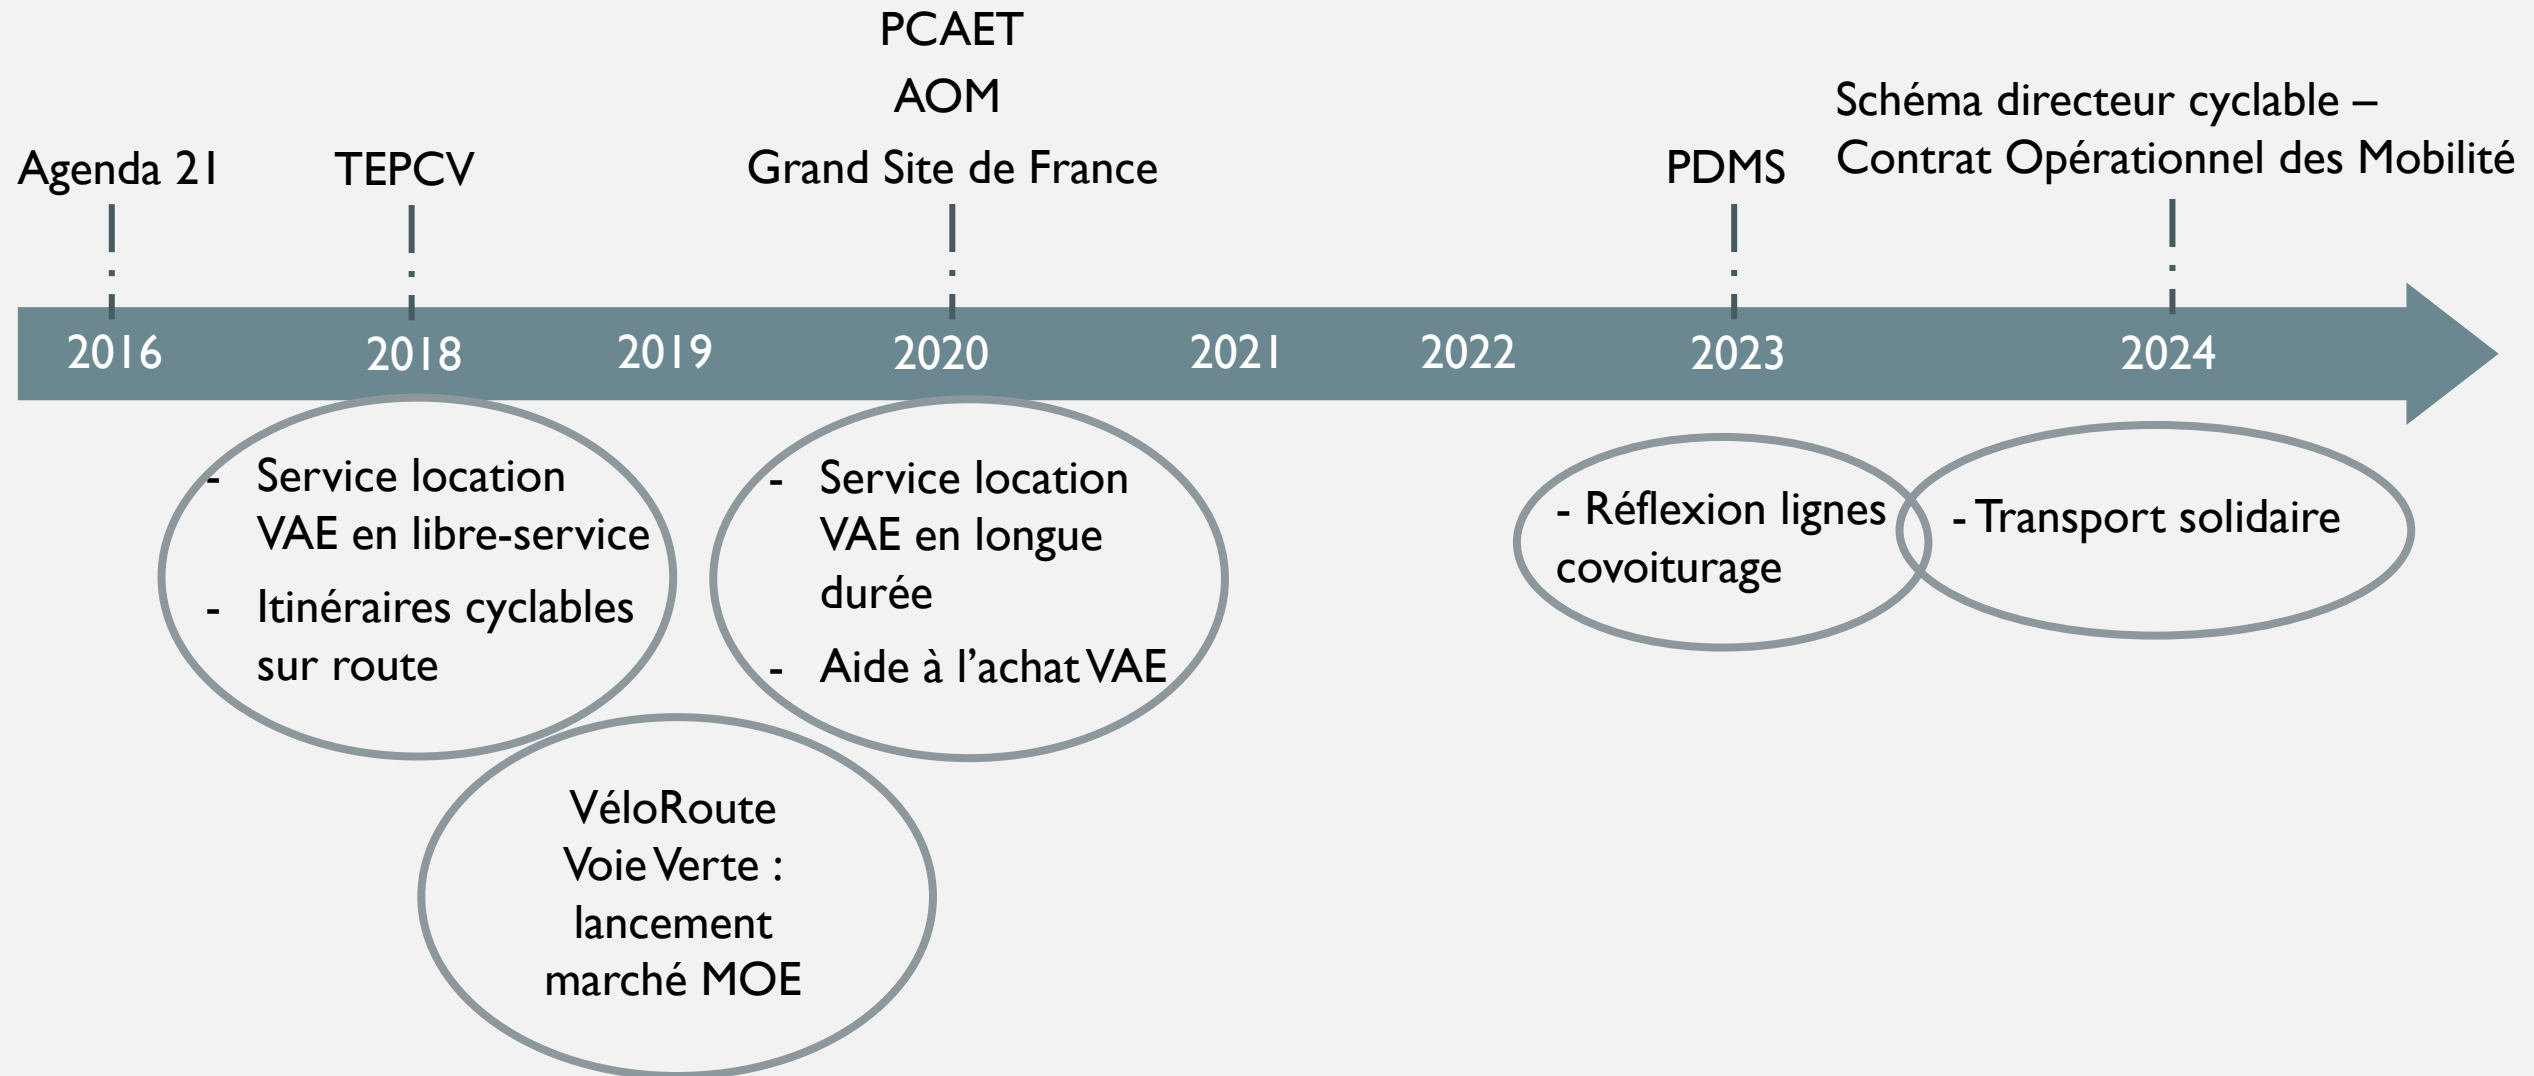 PCAET
AOM
Grand Site de France
Agenda 21
TEPCV
PDMS
Schéma directeur cyclable –
Contrat Opérationnel des Mobilité
2016
2018
2019
2020
2021
2022
2023
2024
- Service location
VAE en libre-service
- Itinéraires cyclables
sur route
- Service location
VAE en longue
durée
- Aide à l’achat VAE
- Réflexion lignes
covoiturage
- Transport solidaire
VéloRoute
Voie Verte :
lancement
marché MOE